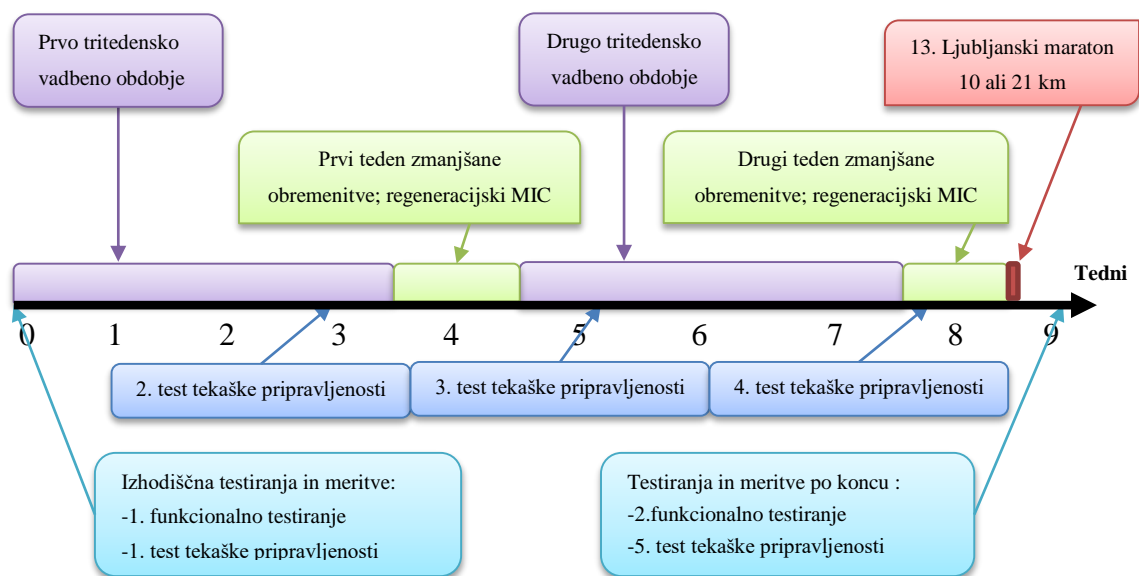 Prvo tritedensko
vadbeno obdobje
Drugo tritedensko
vadbeno obdobje
13. Ljubljanski maraton
10 ali 21 km
Prvi teden zmanjšane
obremenitve; regeneracijski MIC
Drugi teden zmanjšane
obremenitve; regeneracijski MIC
Tedni
0 1 2 3 4 5 6 7 8 9
2. test tekaške pripravljenosti
3. test tekaške pripravljenosti
4. test tekaške pripravljenosti
Izhodiščna testiranja in meritve:
-1. funkcionalno testiranje
-1. test tekaške pripravljenosti
Testiranja in meritve po koncu :
-2.funkcionalno testiranje
-5. test tekaške pripravljenosti